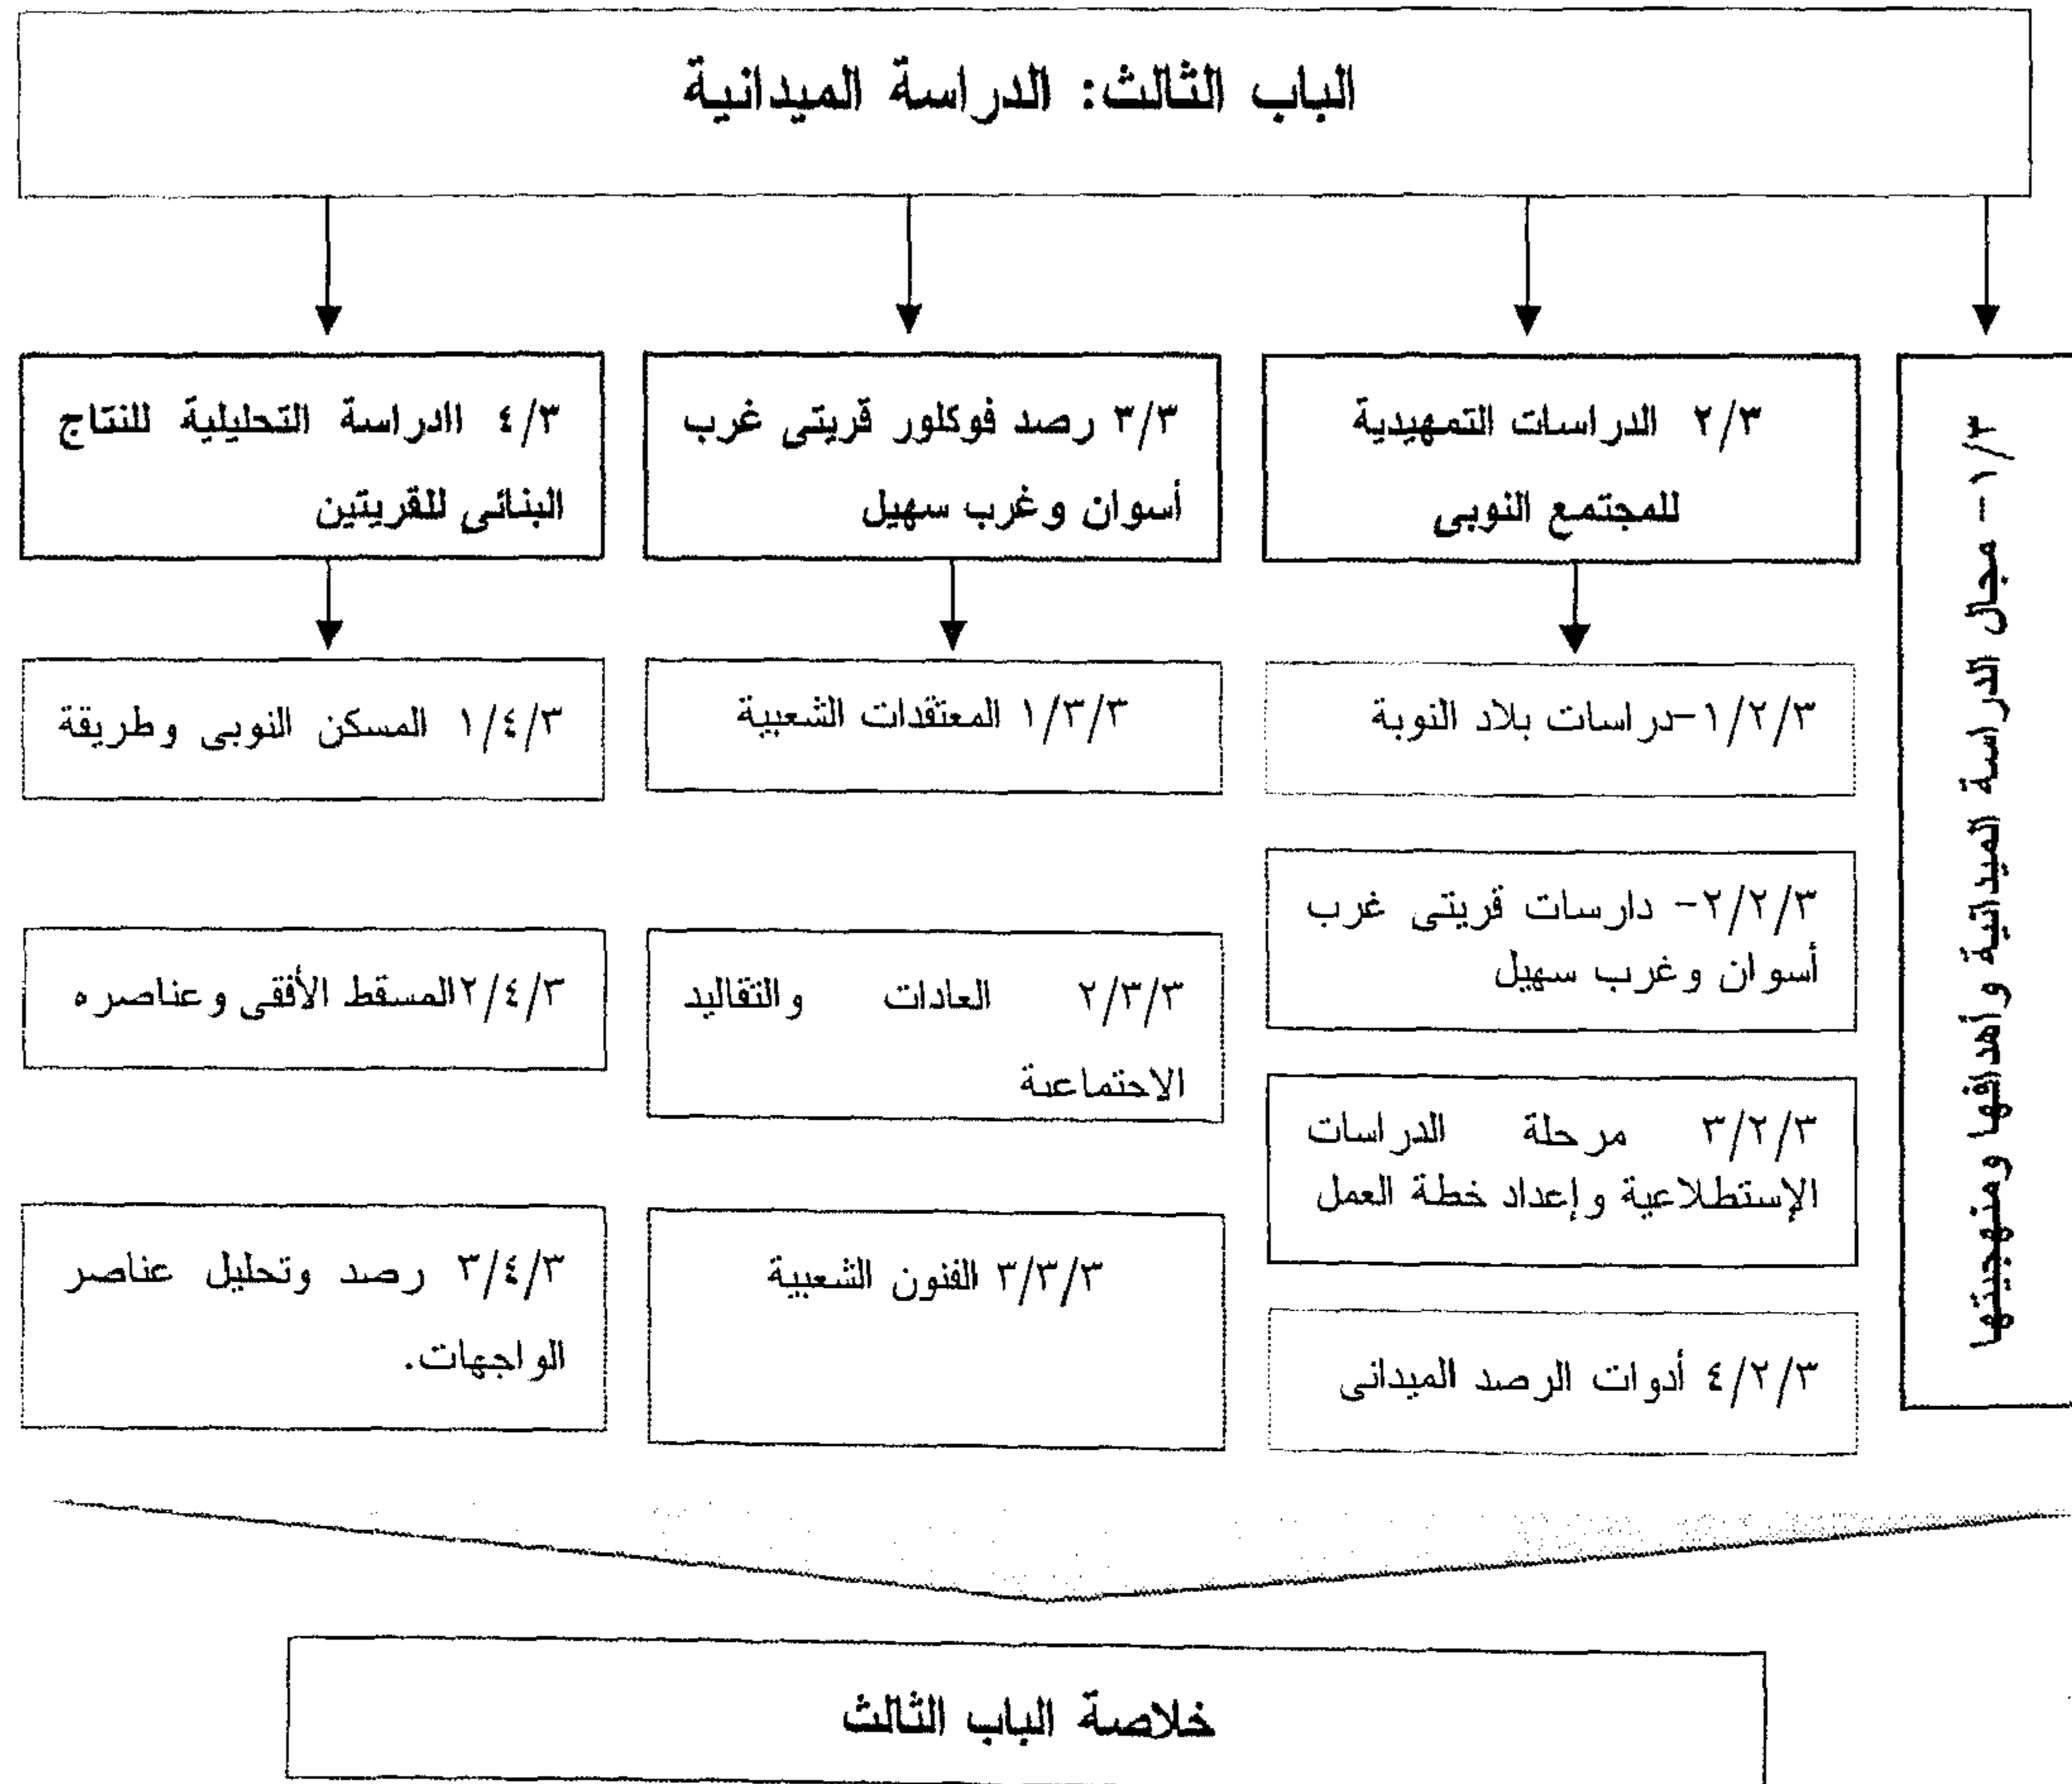 الباب الثالث: الدراسة الميدانية
١/٣- مجال الدراسة الميدانية وأهدافها ومنهجيتها
٢/٣ الدراسات التمهيدية
للمجتمع النوبى
١/٢/٣-دراسات بلاد النوبة
٢/٢/٣- دارسات قريتى غرب
أسوان وغرب سهيل
٣/٢/٣ مرحلة الدراسات
الإستطلاعية وإعداد خطة العمل
٤/٢/٣ أدوات الرصد الميدانى
٣/٣ رصد فوكلور قريتى غرب
أسوان وغرب سهيل
١/٣/٣ المعتقدات الشعبية
٢/٣/٣ العادات والتقاليد
الاجتماعية
٣/٣/٣ الفنون الشعبية
٤/٣ االدراسة التحليلية للنتاج
البنائى للقريتين
١/٤/٣ المسكن النوبى وطريقة
٢/٤/٣المسقط الأفقى وعناصره
٣/٤/٣ رصد وتحليل عناصر
الواجهات.
خلاصة الباب الثالث